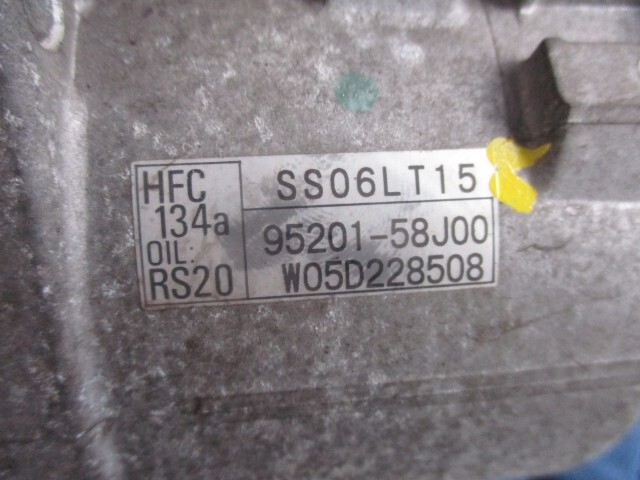 HFC
134a
OIL:
RS20
SS06LT15
95201-58J00
W05D228508